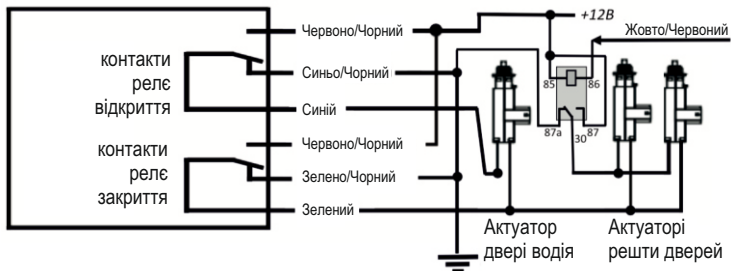 контакти
реле
відкриття
контакти
реле
закриття
Червоно/Чорний
Синьо/Чорний
Синій
Червоно/Чорний
Зелено/Чорний
Зелений
+12В
Жовто/Червоний
85
86
87а
30
87
Актуатор
двері водія
Актуаторі
решти дверей